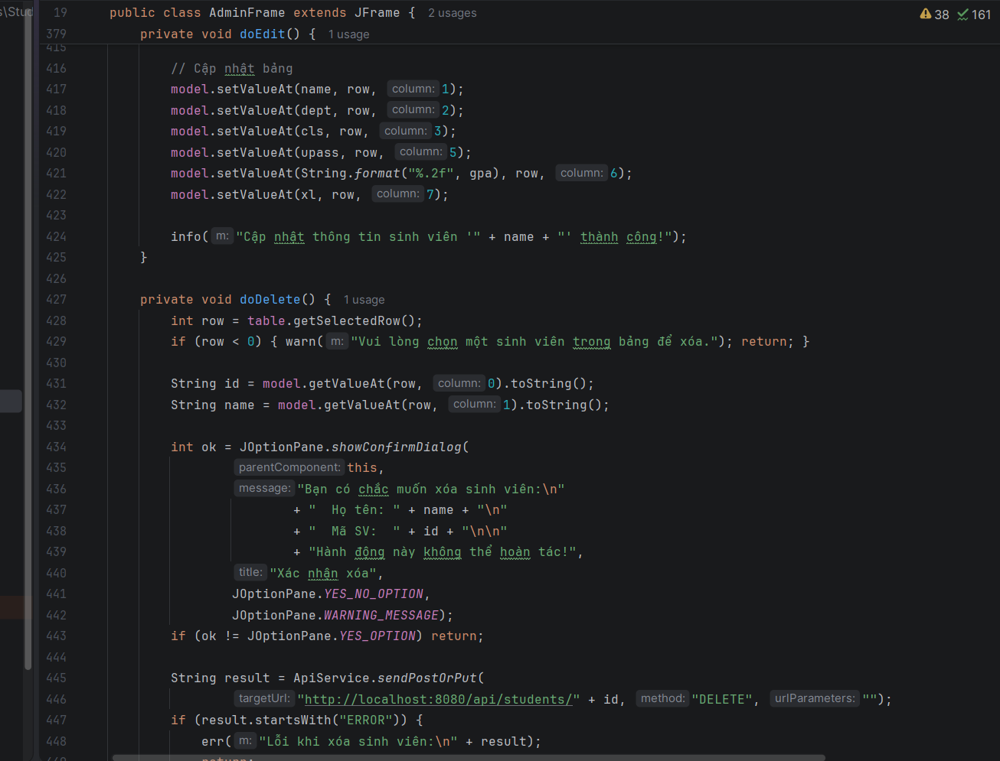 s\Stud
19 public class AdminFrame extends JFrame { 2 usages
38 161
379 private void doEdit() { 1 usage
415
416 // Cập nhật bảng
417 model.setValueAt(name, row, column: 1);
418 model.setValueAt(dept, row, column: 2);
419 model.setValueAt(cls, row, column: 3);
420 model.setValueAt(upass, row, column: 5);
421 model.setValueAt(String.format("%.2f", gpa), row, column: 6);
422 model.setValueAt(xl, row, column: 7);
423
424 info( m: "Cập nhật thông tin sinh viên '" + name + "' thành công!");
425 }
426
427 private void doDelete() { 1 usage
428 int row = table.getSelectedRow();
429 if (row < 0) { warn( m: "Vui lòng chọn một sinh viên trong bảng để xóa."); return; }
430
431 String id = model.getValueAt(row, column: 0).toString();
432 String name = model.getValueAt(row, column: 1).toString();
433
434 int ok = JOptionPane.showConfirmDialog(
435 parentComponent: this,
436 message: "Bạn có chắc muốn xóa sinh viên:\n"
437 + "  Họ tên: " + name + "\n"
438 + "  Mã SV:  " + id + "\n\n"
439 + "Hành động này không thể hoàn tác!",
440 title: "Xác nhận xóa",
441 JOptionPane.YES_NO_OPTION,
442 JOptionPane.WARNING_MESSAGE);
443 if (ok != JOptionPane.YES_OPTION) return;
444
445 String result = ApiService.sendPostOrPut(
446 targetUrl: "http://localhost:8080/api/students/" + id, method: "DELETE", urlParameters: "");
447 if (result.startsWith("ERROR")) {
448 err( m: "Lỗi khi xóa sinh viên:\n" + result);
449 return;